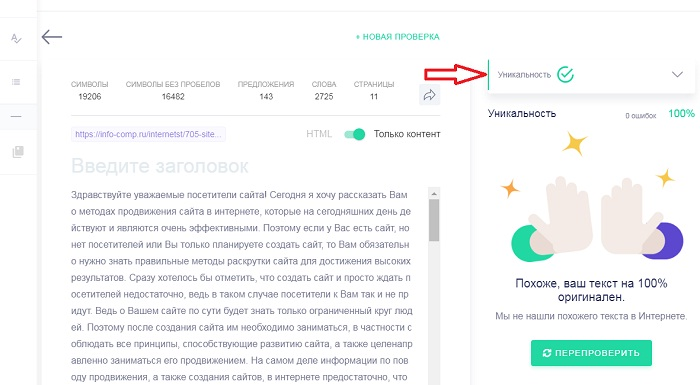 + НОВАЯ ПРОВЕРКА
СИМВОЛЫ СИМВОЛЫ БЕЗ ПРОБЕЛОВ ПРЕДЛОЖЕНИЯ СЛОВА СТРАНИЦЫ
19206 16482 143 2725 11
https://info-comp.ru/internetst/705-site...
HTML Только контент
Введите заголовок
Здравствуйте уважаемые посетители сайта! Сегодня я хочу рассказать Вам
о методах продвижения сайта в интернете, которые на сегодняшних день де
йствуют и являются очень эффективными. Поэтому если у Вас есть сайт, но
нет посетителей или Вы только планируете создать сайт, то Вам обязательн
о нужно знать правильные методы раскрутки сайта для достижения высоких
результатов. Сразу хотелось бы отметить, что создать сайт и просто ждать п
осетителей недостаточно, ведь в таком случае посетители к Вам так и не пр
идут. Ведь о Вашем сайте по сути будет знать только ограниченный круг люд
ей. Поэтому после создания сайта им необходимо заниматься, в частности с
облюдать все принципы, способствующие развитию сайта, а также целенапр
авленно заниматься его продвижением. На самом деле информации по пов
оду продвижения, а также создания сайтов, в интернете предостаточно, что
Уникальность
Уникальность 0 ошибок 100%
Похоже, ваш текст на 100%
оригинален.
Мы не нашли похожего текста в Интернете.
ПЕРЕПРОВЕРИТЬ